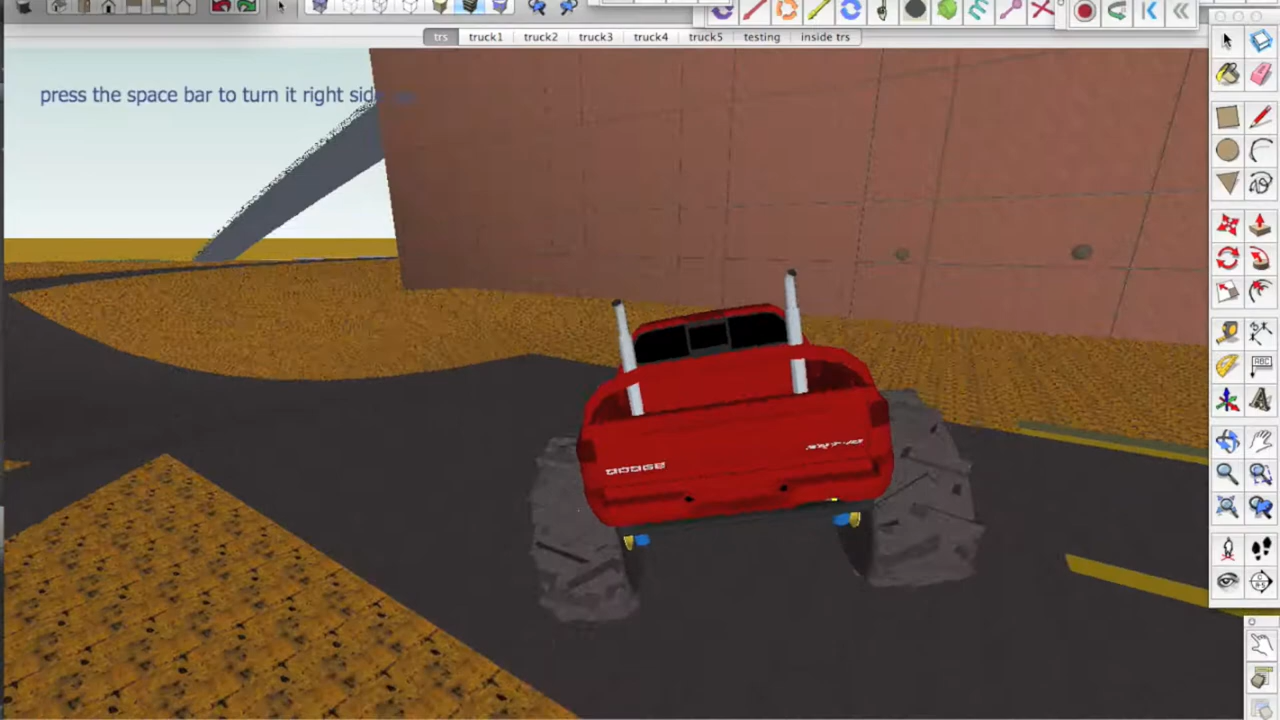 trs truck1 truck2 truck3 truck4 truck5 testing inside trs
press the space bar to turn it right side
ABC
DODGE